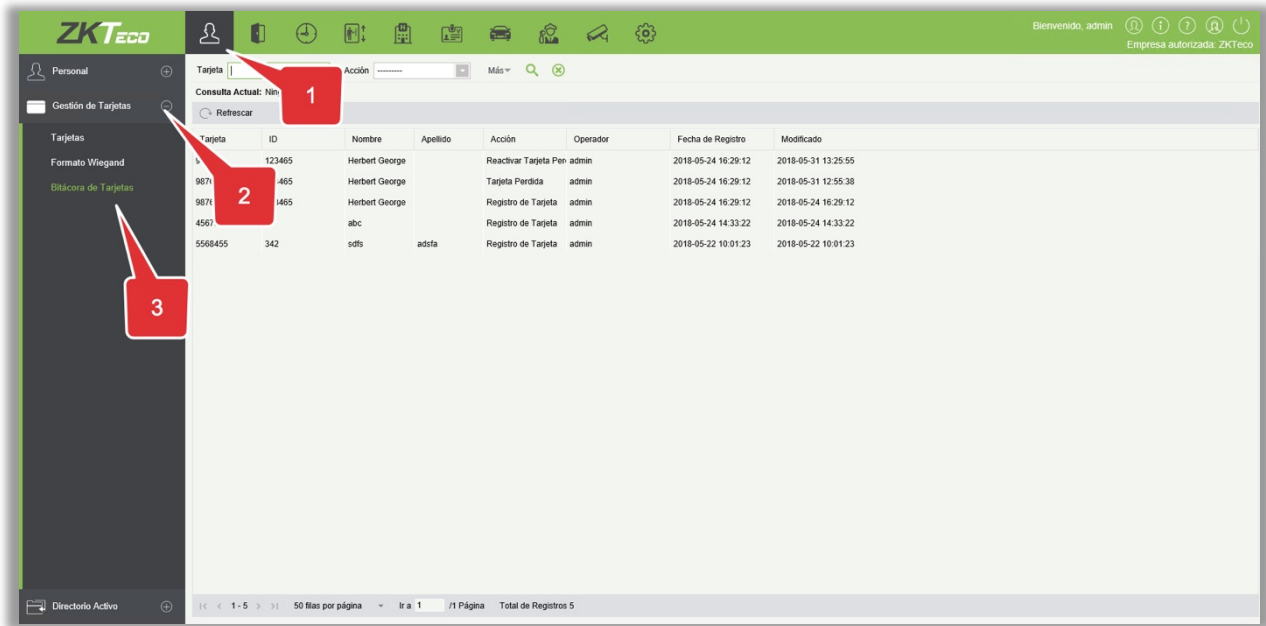 ZKTeco
Bienvenido, admin
Empresa autorizada: ZKTeco
Personal
Gestión de Tarjetas
Tarjetas
Formato Wiegand
Bitácora de Tarjetas
Directorio Activo
Tarjeta Acción --------- Más
Consulta Actual:
Refrescar
Tarjeta ID Nombre Apellido Acción Operador Fecha de Registro Modificado
123465 Herbert George Reactivar Tarjeta Per admin 2018-05-24 16:29:12 2018-05-31 13:25:55
Herbert George Tarjeta Perdida admin 2018-05-24 16:29:12 2018-05-31 12:55:38
Herbert George Registro de Tarjeta admin 2018-05-24 16:29:12 2018-05-24 16:29:12
abc Registro de Tarjeta admin 2018-05-24 14:33:22 2018-05-24 14:33:22
5568455 342 sdfs adsfa Registro de Tarjeta admin 2018-05-22 10:01:23 2018-05-22 10:01:23
1
2
3
1 - 5 50 filas por página Ir a 1 /1 Página Total de Registros 5